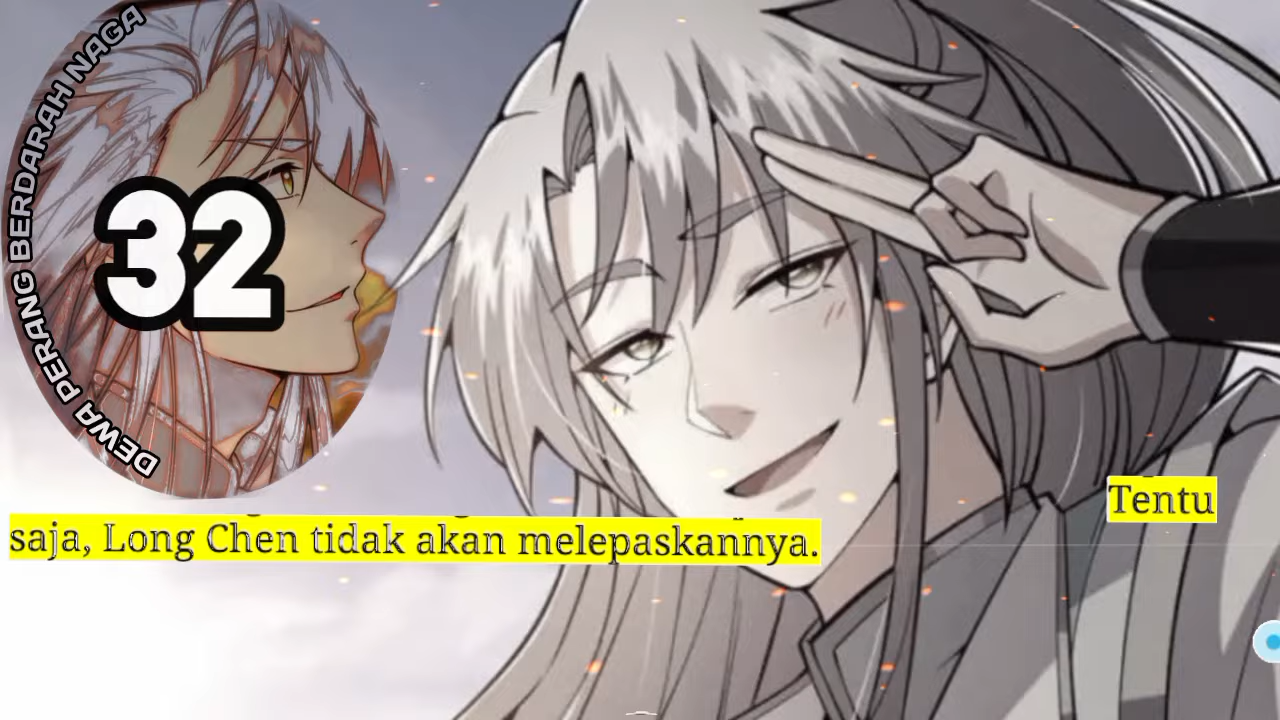 DEWA PERANG BERDARAH NAGA
32
Tentu
saja, Long Chen tidak akan melepaskannya.